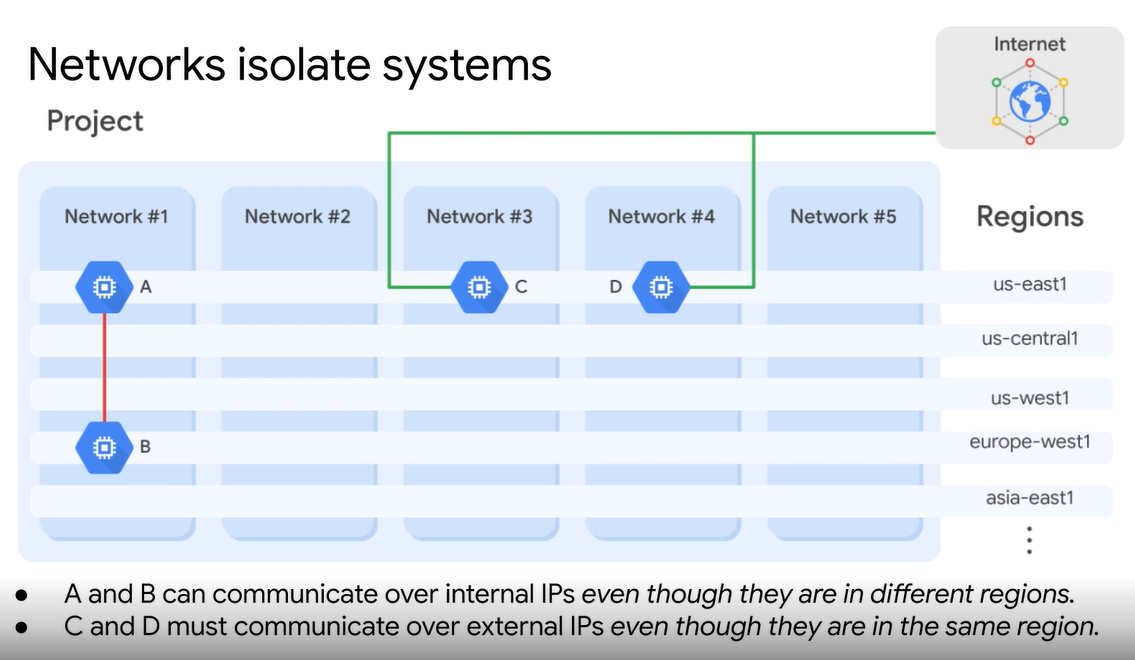 Networks isolate systems
Internet
Project
Network #1
Network #2
Network #3
Network #4
Network #5
Regions
A
C
D
us-east1
us-central1
us-west1
B
europe-west1
asia-east1
● A and B can communicate over internal IPs even though they are in different regions.
● C and D must communicate over external IPs even though they are in the same region.